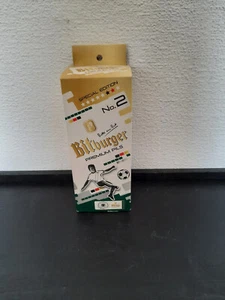 SPECIAL EDITION
No. 2
Bitburger
PREMIUM PILS